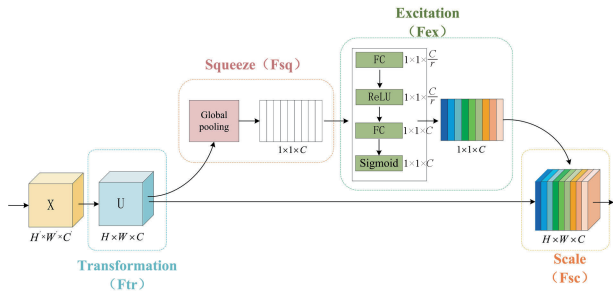 Excitation
(Fex)
Squeeze (Fsq)
FC 1×1×C/r
ReLU 1×1×C/r
FC 1×1×C
Sigmoid 1×1×C
Global
pooling
1×1×C
1×1×C
X
U
H'×W'×C'
H×W×C
H×W×C
Transformation
(Ftr)
Scale
(Fsc)